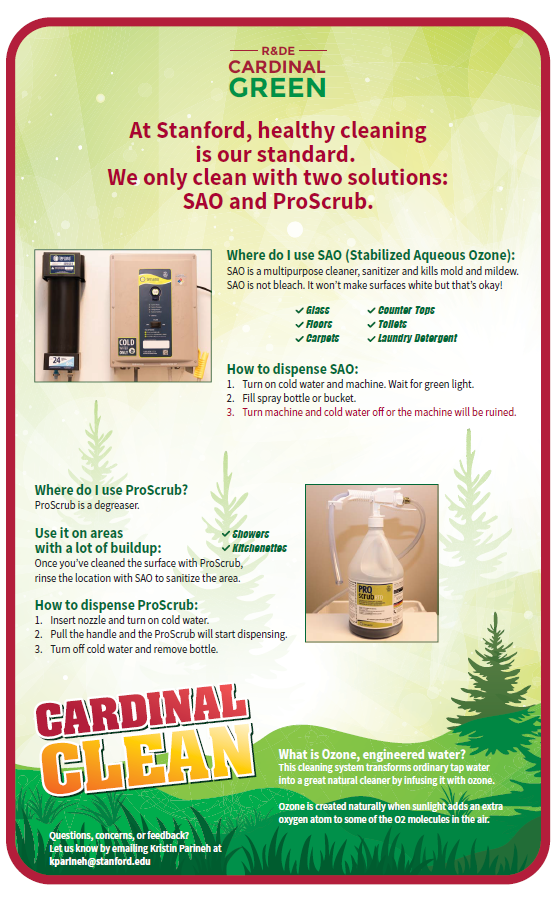 R&DE
CARDINAL
GREEN
At Stanford, healthy cleaning
is our standard.
We only clean with two solutions:
SAO and ProScrub.
Where do I use SAO (Stabilized Aqueous Ozone):
SAO is a multipurpose cleaner, sanitizer and kills mold and mildew.
SAO is not bleach. It won't make surfaces white but that's okay!
✓ Glass
✓ Floors
✓ Carpets
✓ Counter Tops
✓ Toilets
✓ Laundry Detergent
COLD
24
How to dispense SAO:
1. Turn on cold water and machine. Wait for green light.
2. Fill spray bottle or bucket.
3. Turn machine and cold water off or the machine will be ruined.
Where do I use ProScrub?
ProScrub is a degreaser.
Use it on areas
with a lot of buildup:
✓ Showers
✓ Kitchenettes
Once you've cleaned the surface with ProScrub,
rinse the location with SAO to sanitize the area.
How to dispense ProScrub:
1. Insert nozzle and turn on cold water.
2. Pull the handle and the ProScrub will start dispensing.
3. Turn off cold water and remove bottle.
PRO
scrub
CARDINAL
CLEAN
What is Ozone, engineered water?
This cleaning system transforms ordinary tap water
into a great natural cleaner by infusing it with ozone.
Ozone is created naturally when sunlight adds an extra
oxygen atom to some of the O2 molecules in the air.
Questions, concerns, or feedback?
Let us know by emailing Kristin Parineh at
kparineh@stanford.edu